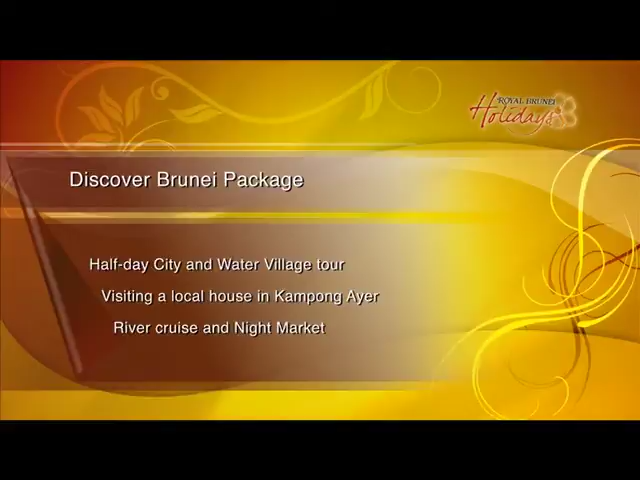 ROYAL BRUNEI
Holidays
Discover Brunei Package
Half-day City and Water Village tour
Visiting a local house in Kampong Ayer
River cruise and Night Market